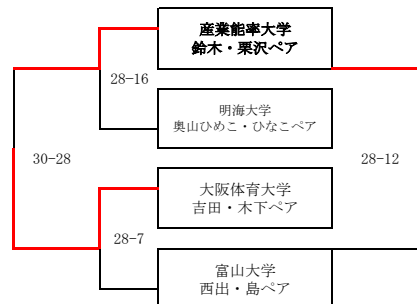 産業能率大学
鈴木・栗沢ペア
28-16
明海大学
奥山ひめこ・ひなこペア
30-28
28-12
大阪体育大学
吉田・木下ペア
28-7
富山大学
西出・島ペア